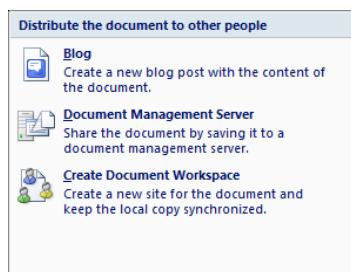 Distribute the document to other people
Blog
Create a new blog post with the content of
the document.
Document Management Server
Share the document by saving it to a
document management server.
Create Document Workspace
Create a new site for the document and
keep the local copy synchronized.